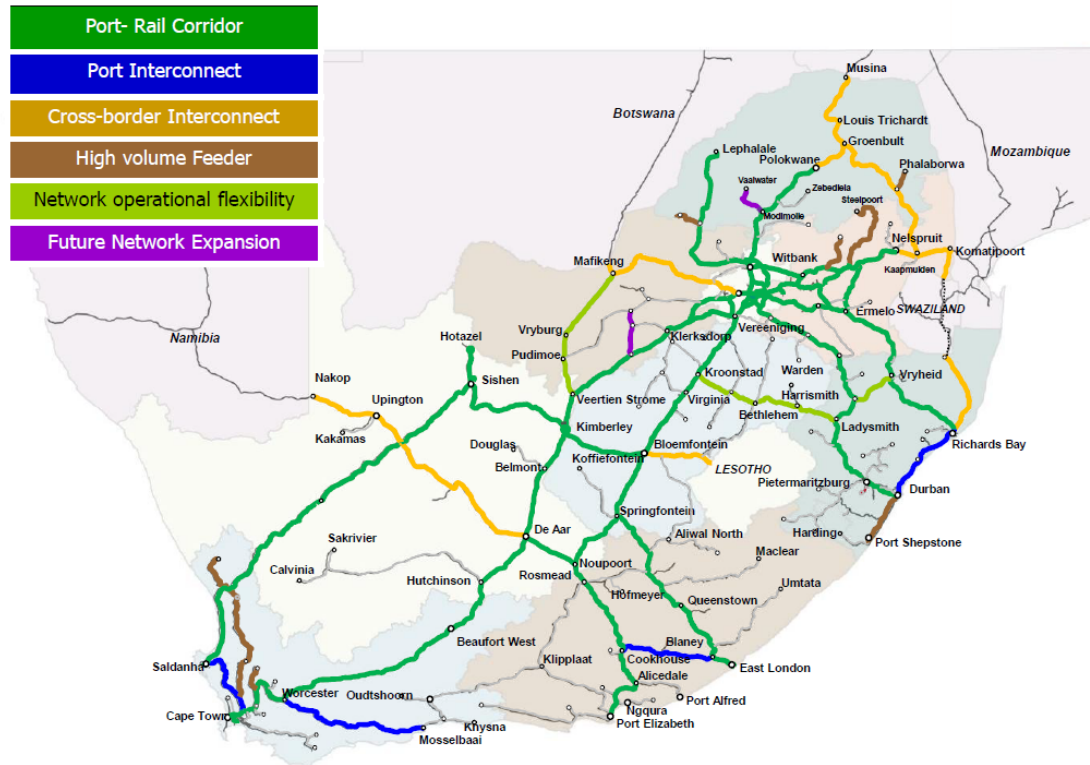 Port- Rail Corridor
Port Interconnect
Cross-border Interconnect
High volume Feeder
Network operational flexibility
Future Network Expansion
Musina
Botswana
Louis Trichardt
Groenbult
Mozambique
Lephalale
Polokwane
Phalaborwa
Vaalwater
Zebediela
Steelpoort
Modimolle
Nelspruit
Komatipoort
Mafikeng
Witbank
Kaapmuiden
SWAZILAND
Ermelo
Namibia
Hotazel
Vryburg
Klerksdorp
Vereeniging
Pudimoe
Nakop
Sishen
Kroonstad
Warden
Vryheid
Upington
Veertien Strome
Virginia
Harrismith
Bethlehem
Kakamas
Kimberley
Ladysmith
Douglas
Bloemfontein
Richards Bay
Koffiefontein
Belmont
LESOTHO
Pietermaritzburg
Durban
Springfontein
De Aar
Aliwal North
Harding
Port Shepstone
Sakrivier
Maclear
Noupoort
Calvinia
Hutchinson
Rosmead
Umtata
Hofmeyer
Queenstown
Beaufort West
Blaney
Saldanha
Klipplaat
Cookhouse
East London
Alicedale
Worcester
Oudtshoorn
Port Alfred
Ngqura
Cape Town
Khysna
Port Elizabeth
Mosselbaai